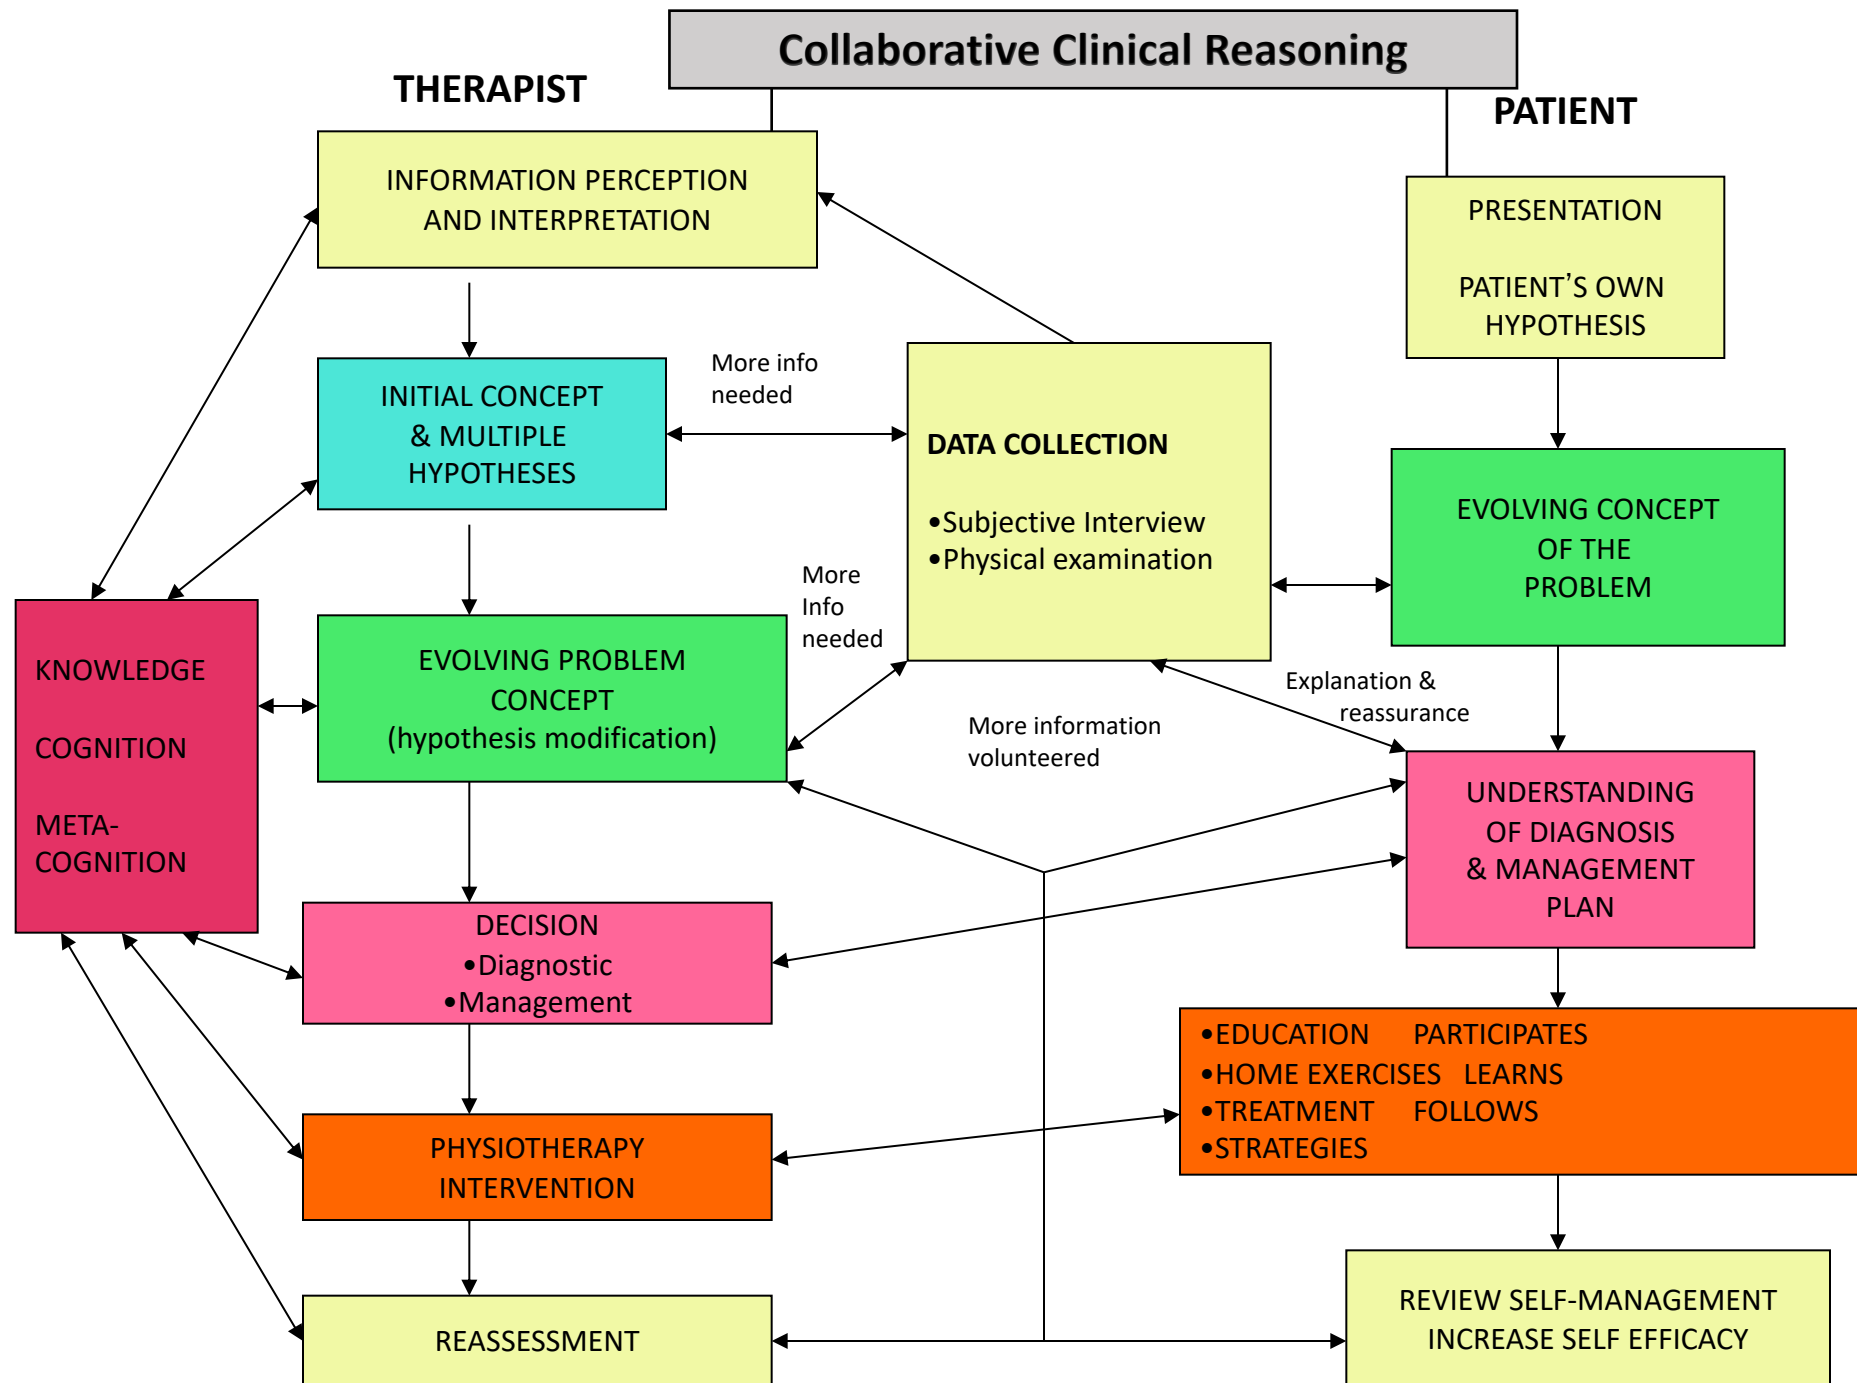 Collaborative Clinical Reasoning
THERAPIST
PATIENT
INFORMATION PERCEPTION
AND INTERPRETATION
PRESENTATION
PATIENT’S OWN
HYPOTHESIS
INITIAL CONCEPT
& MULTIPLE
HYPOTHESES
More info
needed
DATA COLLECTION
•Subjective Interview
•Physical examination
EVOLVING CONCEPT
OF THE
PROBLEM
KNOWLEDGE
COGNITION
META-
COGNITION
EVOLVING PROBLEM
CONCEPT
(hypothesis modification)
More
Info
needed
More information
volunteered
Explanation &
reassurance
UNDERSTANDING
OF DIAGNOSIS
& MANAGEMENT
PLAN
DECISION
•Diagnostic
•Management
•EDUCATION PARTICIPATES
•HOME EXERCISES LEARNS
•TREATMENT FOLLOWS
•STRATEGIES
PHYSIOTHERAPY
INTERVENTION
REASSESSMENT
REVIEW SELF-MANAGEMENT
INCREASE SELF EFFICACY